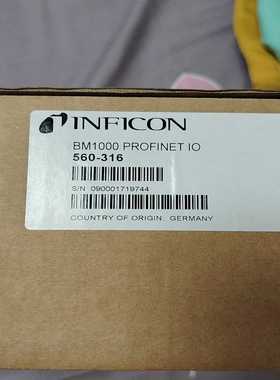 INFICON
BM1000 PROFINET IO
560-316
S/N 090001719744
COUNTRY OF ORIGIN, GERMANY